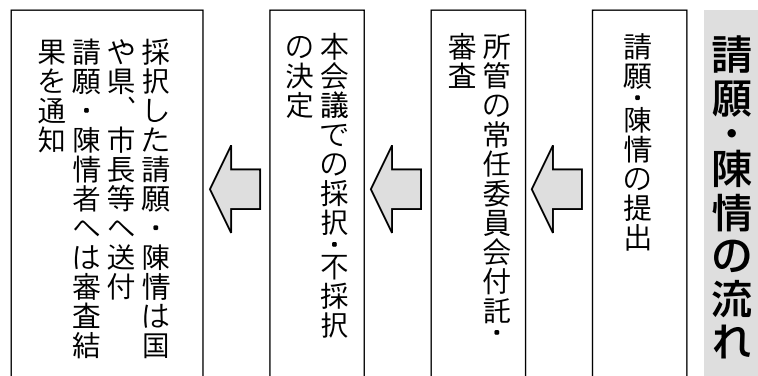 請願・陳情の流れ
請願・陳情の提出
所管の常任委員会付託・
審査
本会議での採択・不採択
の決定
採択した請願・陳情は国
や県、市長等へ送付
請願・陳情者へは審査結
果を通知